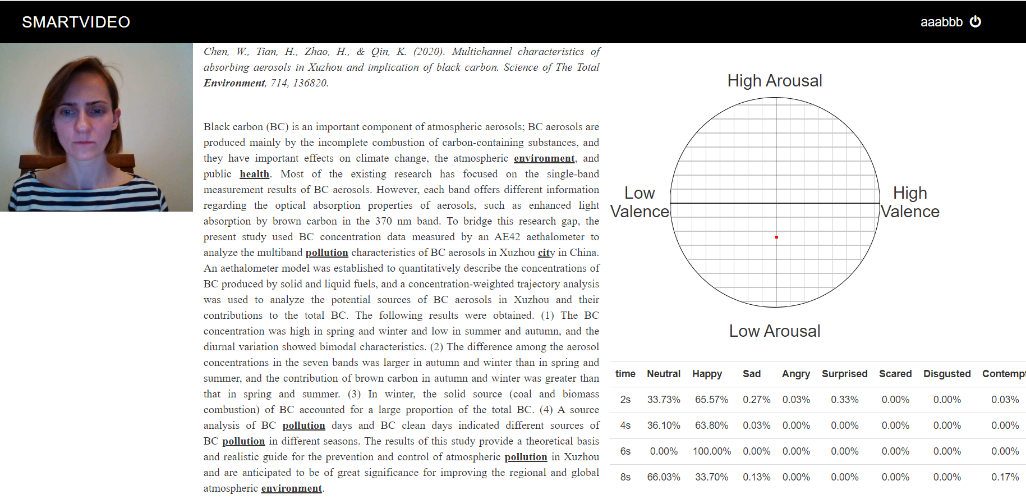 SMARTVIDEO
aaabbb
Chen, W., Tian, H., Zhao, H., & Qin, K. (2020). Multichannel characteristics of
absorbing aerosols in Xuzhou and implication of black carbon. Science of The Total
Environment, 714, 136820.
Black carbon (BC) is an important component of atmospheric aerosols; BC aerosols are
produced mainly by the incomplete combustion of carbon-containing substances, and
they have important effects on climate change, the atmospheric environment, and
public health. Most of the existing research has focused on the single-band
measurement results of BC aerosols. However, each band offers different information
regarding the optical absorption properties of aerosols, such as enhanced light
absorption by brown carbon in the 370 nm band. To bridge this research gap, the
present study used BC concentration data measured by an AE42 aethalometer to
analyze the multiband pollution characteristics of BC aerosols in Xuzhou city in China.
An aethalometer model was established to quantitatively describe the concentrations of
BC produced by solid and liquid fuels, and a concentration-weighted trajectory analysis
was used to analyze the potential sources of BC aerosols in Xuzhou and their
contributions to the total BC. The following results were obtained. (1) The BC
concentration was high in spring and winter and low in summer and autumn, and the
diurnal variation showed bimodal characteristics. (2) The difference among the aerosol
concentrations in the seven bands was larger in autumn and winter than in spring and
summer, and the contribution of brown carbon in autumn and winter was greater than
that in spring and summer. (3) In winter, the solid source (coal and biomass
combustion) of BC accounted for a large proportion of the total BC. (4) A source
analysis of BC pollution days and BC clean days indicated different sources of
BC pollution in different seasons. The results of this study provide a theoretical basis
and realistic guide for the prevention and control of atmospheric pollution in Xuzhou
and are anticipated to be of great significance for improving the regional and global
atmospheric environment.
High Arousal
Low Valence
High Valence
Low Arousal
time Neutral Happy Sad Angry Surprised Scared Disgusted Contempt
2s 33.73% 65.57% 0.27% 0.03% 0.33% 0.00% 0.00% 0.03%
4s 36.10% 63.80% 0.03% 0.00% 0.00% 0.00% 0.00% 0.00%
6s 0.00% 100.00% 0.00% 0.00% 0.00% 0.00% 0.00% 0.00%
8s 66.03% 33.70% 0.13% 0.00% 0.00% 0.00% 0.00% 0.17%